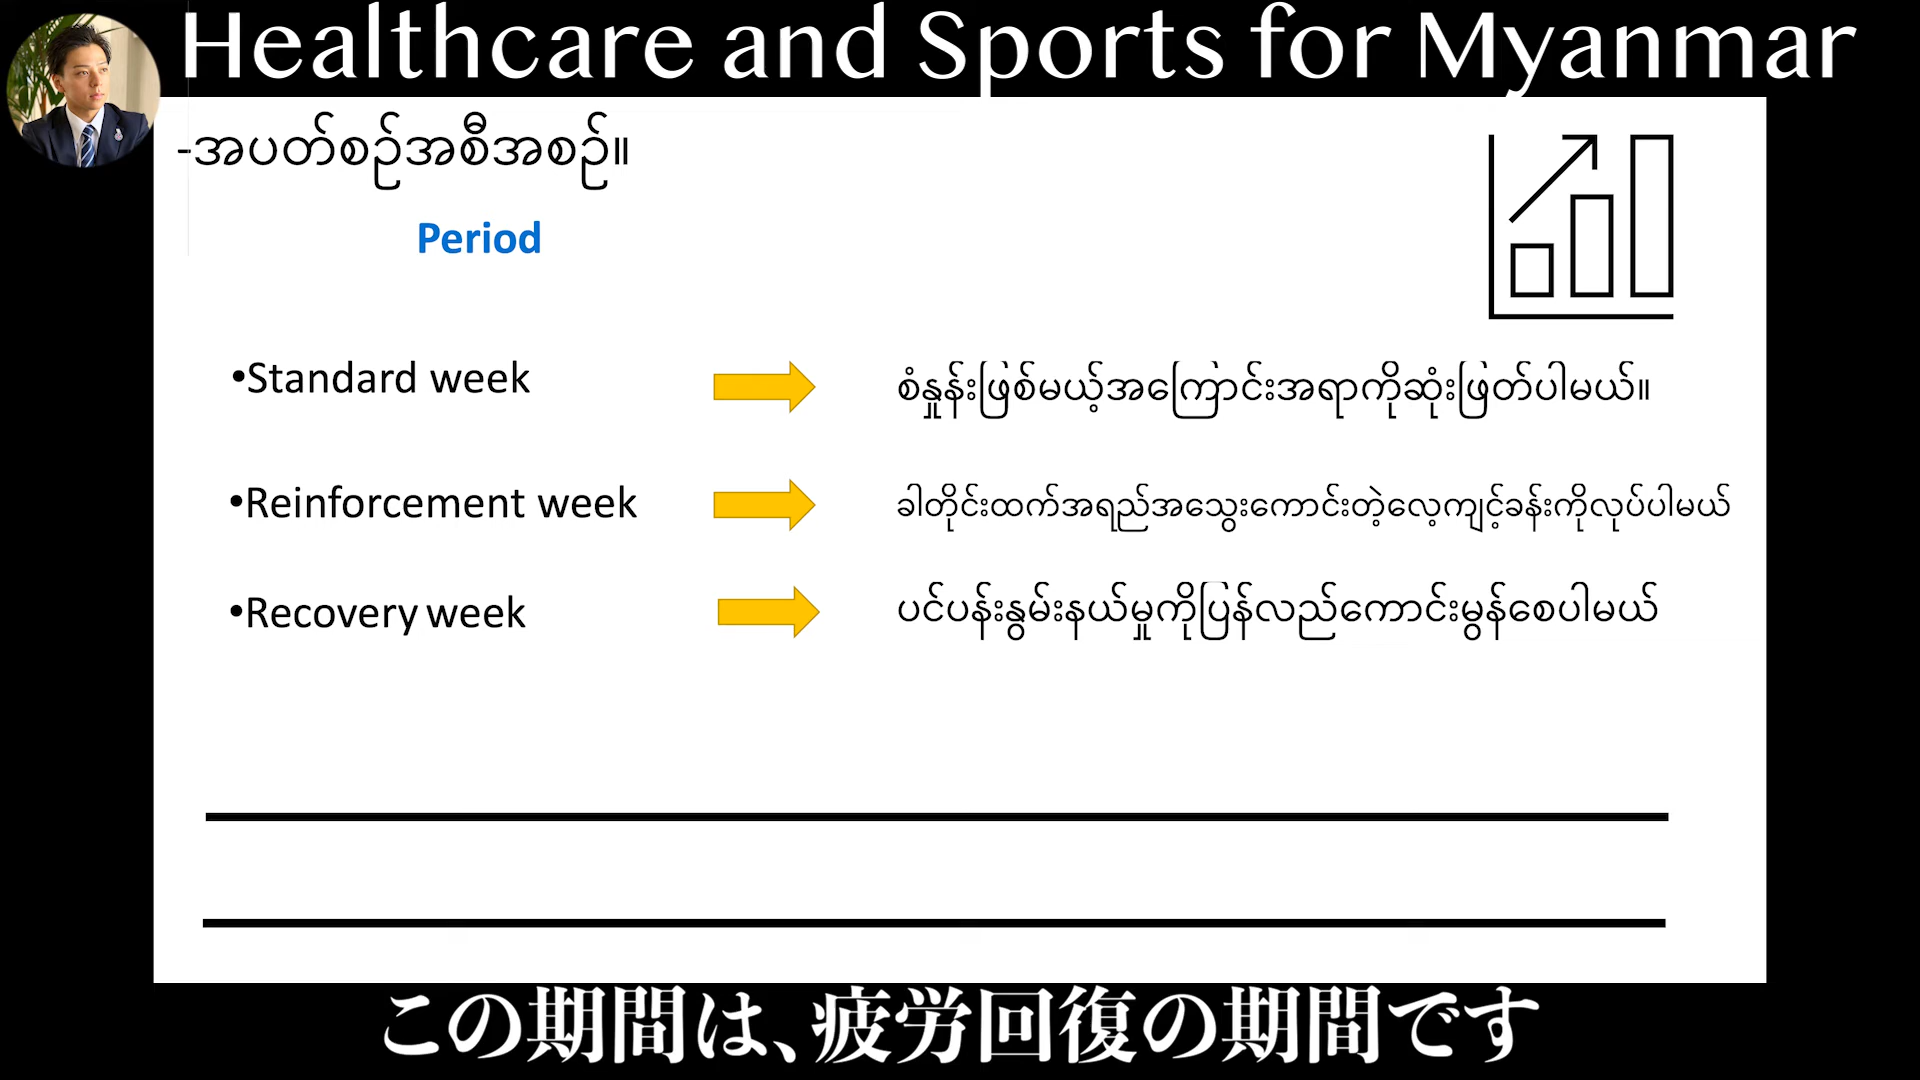 Healthcare and Sports for Myanmar
-အပတ်စဉ်အစီအစဉ်။
Period
•Standard week
စံနှုန်းဖြစ်မယ့်အကြောင်းအရာကိုဆုံးဖြတ်ပါမယ်။
•Reinforcement week
ခါတိုင်းထက်အရည်အသွေးကောင်းတဲ့လေ့ကျင့်ခန်းကိုလုပ်ပါမယ်
•Recovery week
ပင်ပန်းနွမ်းနယ်မှုကိုပြန်လည်ကောင်းမွန်စေပါမယ်
この期間は、疲労回復の期間です